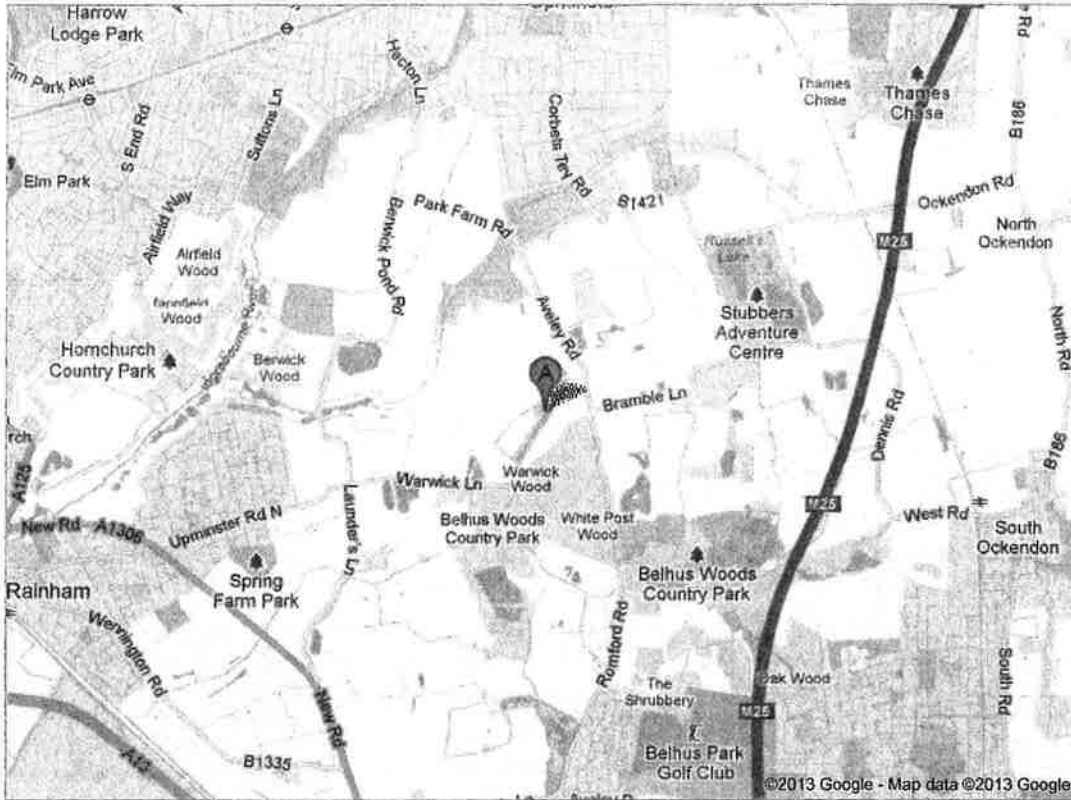 Harrow
Lodge Park
Elm Park Ave
S End Rd
Suttons Ln
Hacton Ln
Corbets Tey Rd
Thames
Chase
Thames
Chase
B186
Elm Park
Airfield Way
Airfield
Wood
Wood
Park Farm Rd
Berwick Pond Rd
B1421
Ockendon Rd
M25
North
Ockendon
Russell's
Lake
Stubbers
Adventure
Centre
Aveley Rd
North Rd
Hornchurch
Country Park
Berwick
Wood
A
Bramble Ln
Dennis Rd
B186
A125
New Rd
A1306
Upminster Rd N
Launder's Ln
Warwick Ln
Warwick
Wood
Belhus Woods
Country Park
White Post
Wood
M25
West Rd
South
Ockendon
Rainham
Spring
Farm Park
Belhus Woods
Country Park
Wennington Rd
New Rd
Romford Rd
The
Shrubbery
Oak Wood
South Rd
M25
A13
B1335
Belhus Park
Golf Club
©2013 Google - Map data ©2013 Google